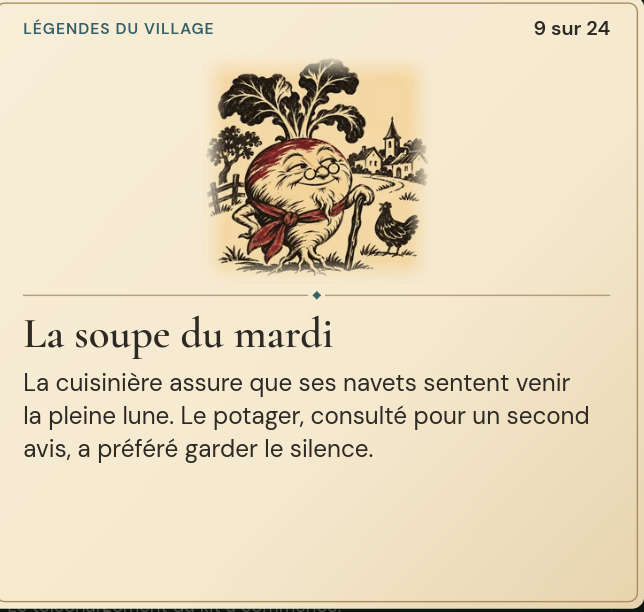 LÉGENDES DU VILLAGE
9 sur 24
La soupe du mardi
La cuisinière assure que ses navets sentent venir
la pleine lune. Le potager, consulté pour un second
avis, a préféré garder le silence.